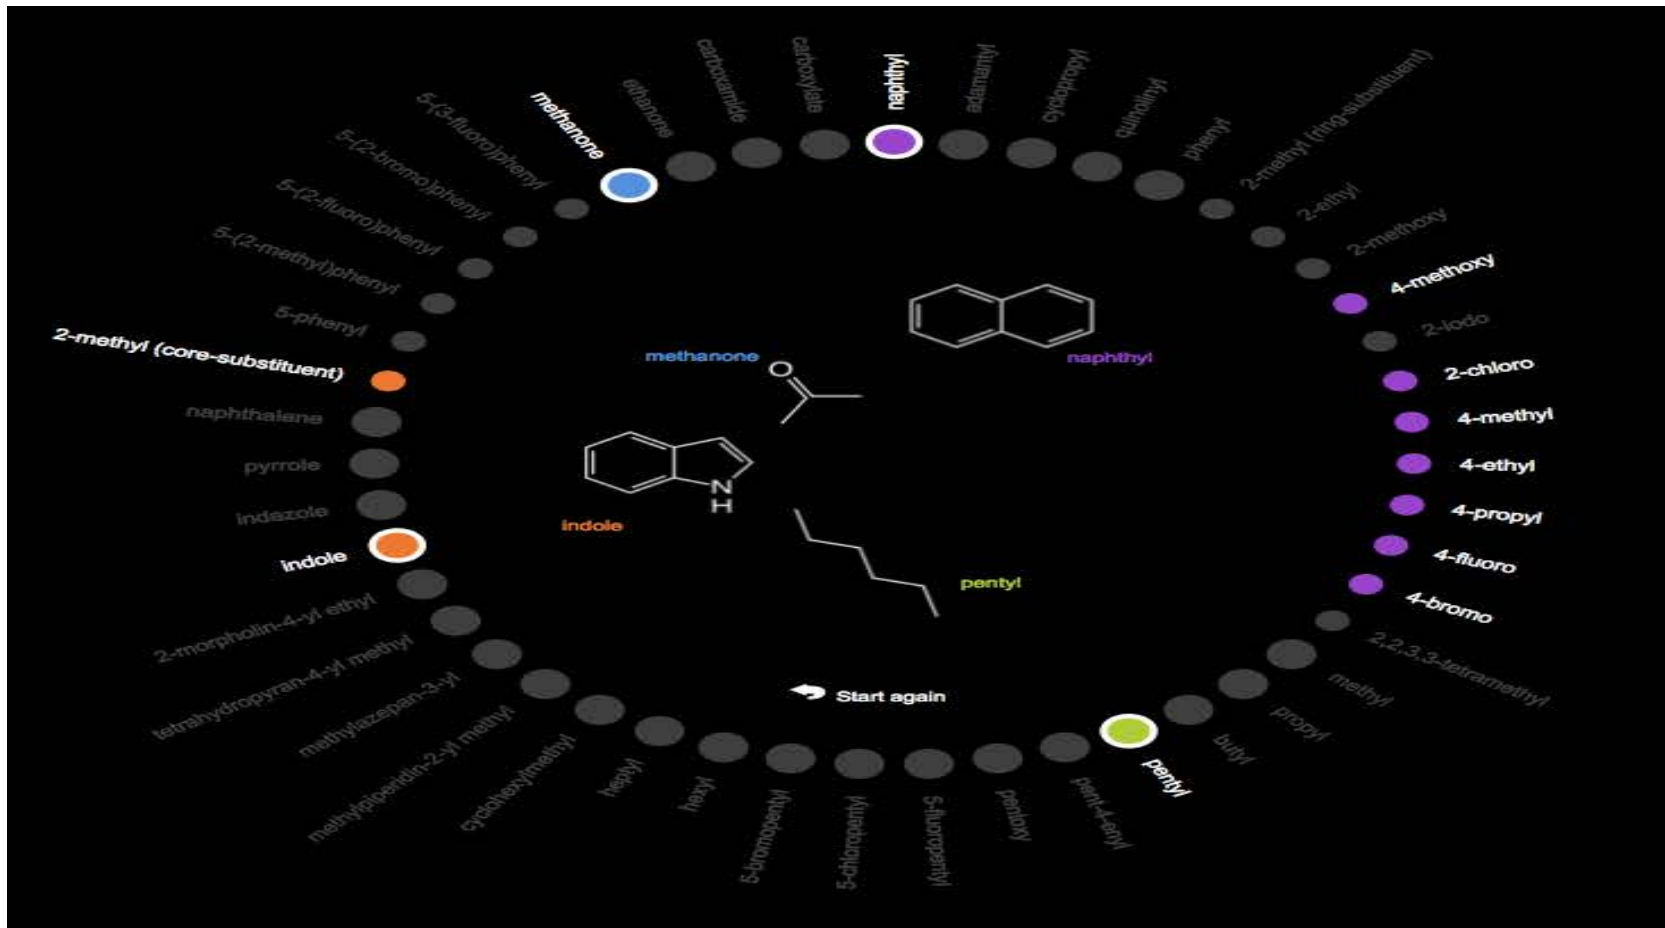 naphthyl
adamantyl
cyclopropyl
quinolinyl
phenyl
2-methyl (ring-substituent)
2-ethyl
2-methoxy
4-methoxy
2-iodo
2-chloro
4-methyl
4-ethyl
4-propyl
4-fluoro
4-bromo
2,2,3,3-tetramethyl
methyl
propyl
butyl
pentyl
pent-4-enyl
pentoxy
5-fluoropentyl
5-chloropentyl
5-bromopentyl
hexyl
heptyl
cyclohexylmethyl
methylpiperidin-2-yl methyl
methylazepan-3-yl
tetrahydropyran-4-yl methyl
2-morpholin-4-yl ethyl
indole
indazole
pyrrole
naphthalene
2-methyl (core-substituent)
5-phenyl
5-(2-methyl)phenyl
5-(2-fluoro)phenyl
5-(2-bromo)phenyl
5-(3-fluoro)phenyl
methanone
ethanone
carboxamide
carboxylate
naphthyl
methanone
O
N
H
indole
pentyl
Start again